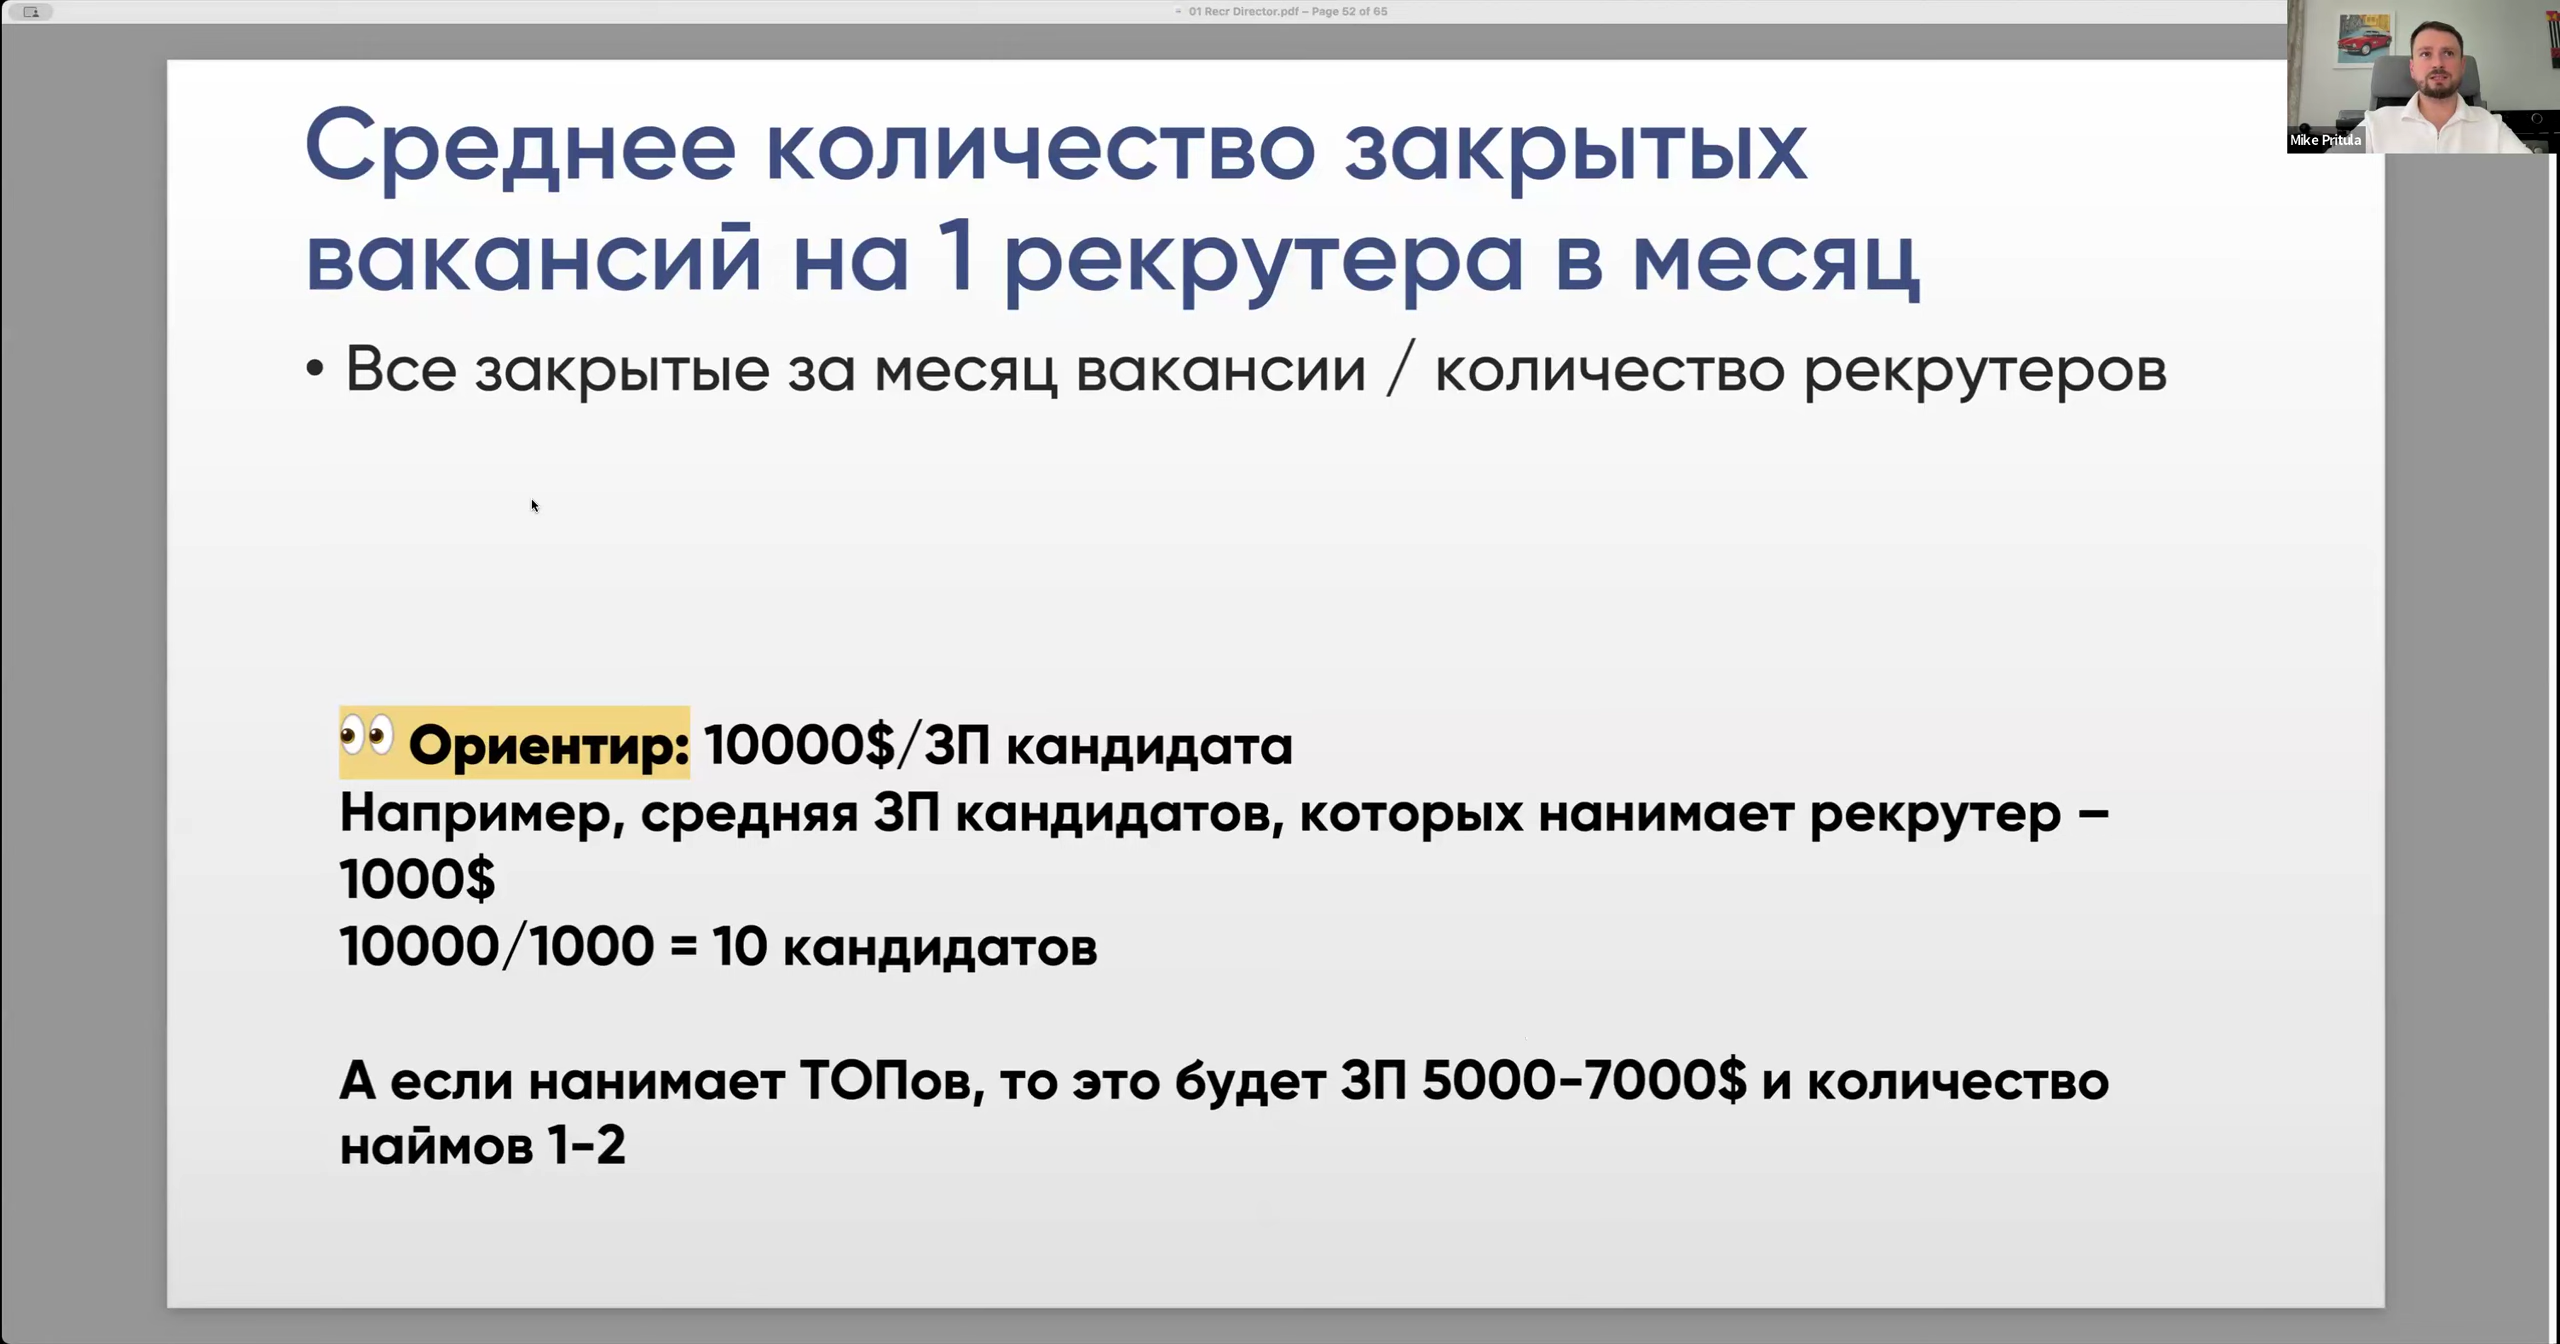 01 Recr Director.pdf – Page 52 of 65
Mike Pritula
Среднее количество закрытых
вакансий на 1 рекрутера в месяц
• Все закрытые за месяц вакансии / количество рекрутеров
👀 Ориентир: 10000$/ЗП кандидата
Например, средняя ЗП кандидатов, которых нанимает рекрутер –
1000$
10000/1000 = 10 кандидатов
А если нанимает ТОПов, то это будет ЗП 5000-7000$ и количество
наймов 1-2